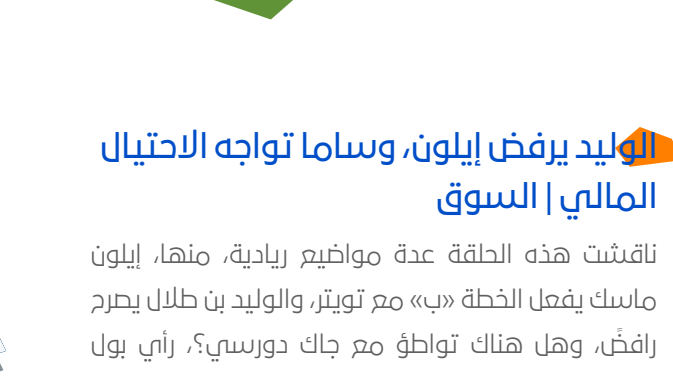 الوليد يرفض إيلون، وساما تواجه الاحتيال
المالي | السوق
ناقشت هذه الحلقة عدة مواضيع ريادية، منها، إيلون
ماسك يفعل الخطة «ب» مع تويتر، والوليد بن طلال يصرح
رافضًَ، وهل هناك تواطؤ مع جاك دورسي؟، رأي بول